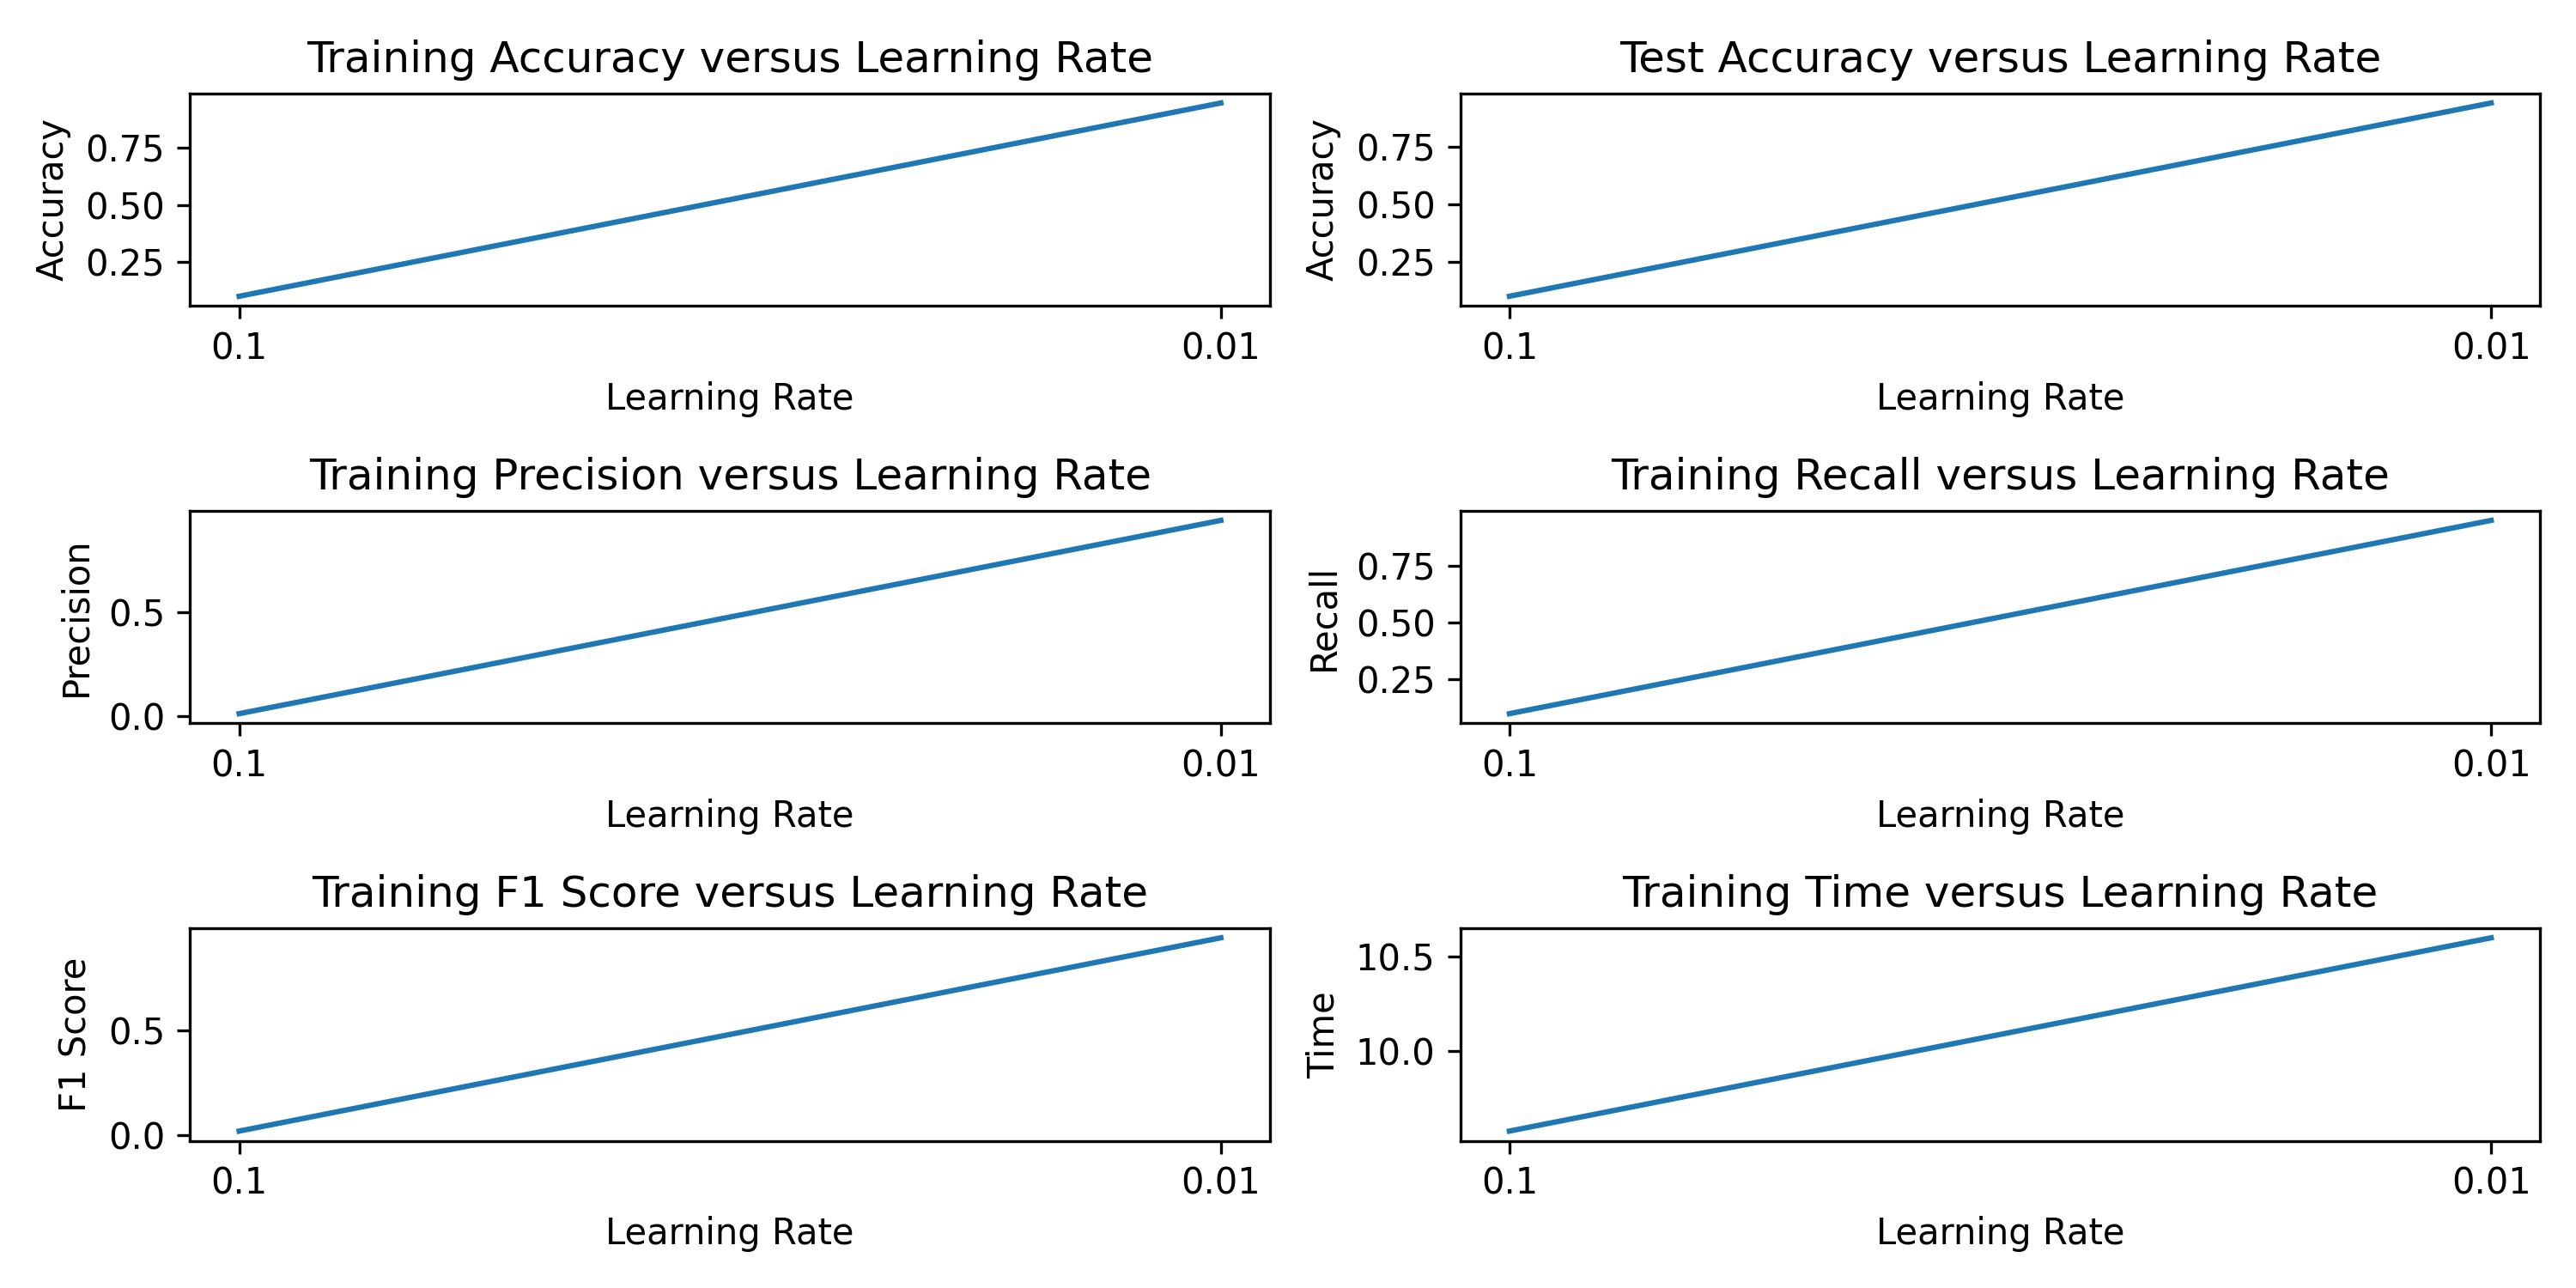 Training Accuracy versus Learning Rate
Accuracy
0.75
0.50
0.25
0.1
0.01
Learning Rate
Test Accuracy versus Learning Rate
Accuracy
0.75
0.50
0.25
0.1
0.01
Learning Rate
Training Precision versus Learning Rate
Precision
0.5
0.0
0.1
0.01
Learning Rate
Training Recall versus Learning Rate
Recall
0.75
0.50
0.25
0.1
0.01
Learning Rate
Training F1 Score versus Learning Rate
F1 Score
0.5
0.0
0.1
0.01
Learning Rate
Training Time versus Learning Rate
Time
10.5
10.0
0.1
0.01
Learning Rate